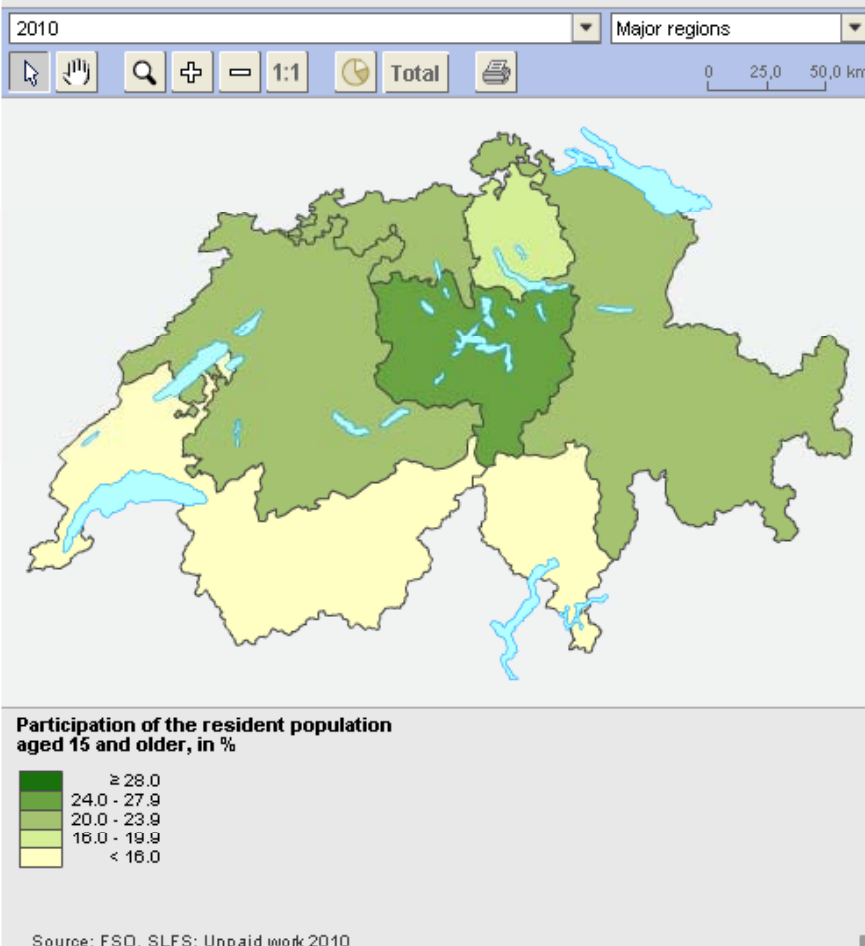 2010
Major regions
1:1
Total
0 25,0 50,0 km
Participation of the resident population
aged 15 and older, in %
≥ 28.0
24.0 - 27.9
20.0 - 23.9
16.0 - 19.9
< 16.0
Source: FSO, SLFS: Unpaid work 2010